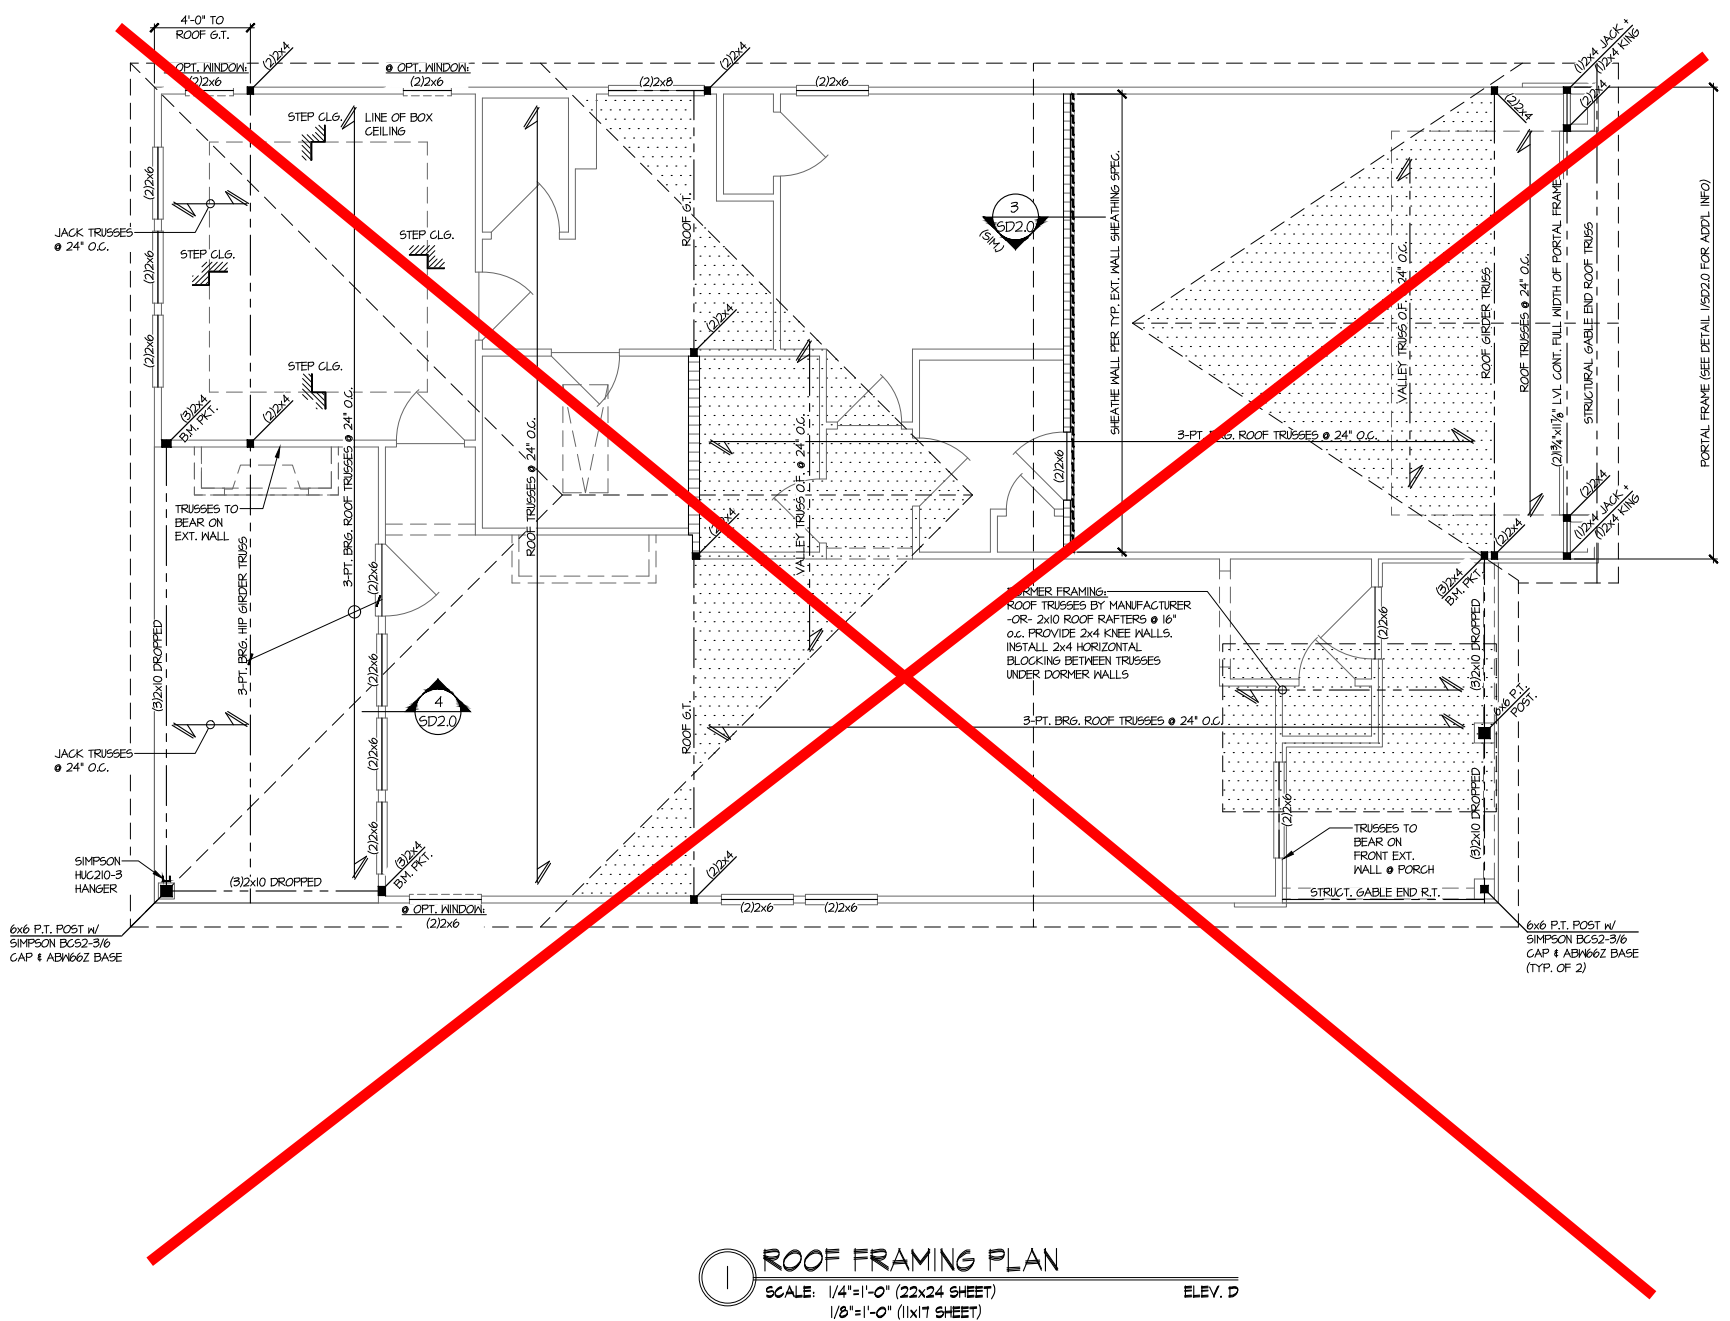 4'-0" TO
ROOF G.T.
(2)2x4
OPT. WINDOW:
(2)2x6
@ OPT. WINDOW:
(2)2x6
(2)2x8
(2)2x4
(2)2x6
(1)2x4 JACK +
(1)2x4 KING
(2)2x4
(2)2x4
STEP CLG.
LINE OF BOX
CEILING
(2)2x6
(2)2x6
(2)2x6
JACK TRUSSES
@ 24" O.C.
STEP CLG.
STEP CLG.
STEP CLG.
(3)2x4
B.M. PKT.
(2)2x4
3-PT. BRG. ROOF TRUSSES @ 24" O.C.
ROOF TRUSSES @ 24" O.C.
ROOF G.T.
(2)2x4
3
SD2.0
(SIM.)
SHEATHE WALL PER TYP. EXT. WALL SHEATHING SPEC.
VALLEY TRUSS O.F. @ 24" O.C.
ROOF GIRDER TRUSS
ROOF TRUSSES @ 24" O.C.
(2)1¾"x11⅞" LVL CONT. FULL WIDTH OF PORTAL FRAME
STRUCTURAL GABLE END ROOF TRUSS
PORTAL FRAME (SEE DETAIL 1/SD2.0 FOR ADD'L INFO)
3-PT. BRG. ROOF TRUSSES @ 24" O.C.
(2)2x6
VALLEY TRUSS O.F. @ 24" O.C.
(2)2x4
(2)2x4
(1)2x4 JACK +
(1)2x4 KING
(2)2x4
(3)2x4
B.M. PKT.
TRUSSES TO
BEAR ON
EXT. WALL
3-PT. BRG. HIP GIRDER TRUSS
(3)2x10 DROPPED
(2)2x6
(2)2x6
(2)2x6
(2)2x6
DORMER FRAMING:
ROOF TRUSSES BY MANUFACTURER
-OR- 2x10 ROOF RAFTERS @ 16"
O.C. PROVIDE 2x4 KNEE WALLS.
INSTALL 2x4 HORIZONTAL
BLOCKING BETWEEN TRUSSES
UNDER DORMER WALLS
(2)2x6
(3)2x10 DROPPED
6x6 P.T.
POST.
4
SD2.0
ROOF G.T.
3-PT. BRG. ROOF TRUSSES @ 24" O.C.
JACK TRUSSES
@ 24" O.C.
(2)2x6
(3)2x10 DROPPED
TRUSSES TO
BEAR ON
FRONT EXT.
WALL @ PORCH
SIMPSON
HUC210-3
HANGER
(3)2x10 DROPPED
(3)2x4
B.M. PKT.
(2)2x4
STRUCT. GABLE END R.T.
@ OPT. WINDOW:
(2)2x6
(2)2x6
(2)2x6
6x6 P.T. POST W/
SIMPSON BCS2-3/6
CAP & ABW66Z BASE
6x6 P.T. POST W/
SIMPSON BCS2-3/6
CAP & ABW66Z BASE
(TYP. OF 2)
1
ROOF FRAMING PLAN
SCALE: 1/4"=1'-0" (22x24 SHEET)
ELEV. D
1/8"=1'-0" (11x17 SHEET)